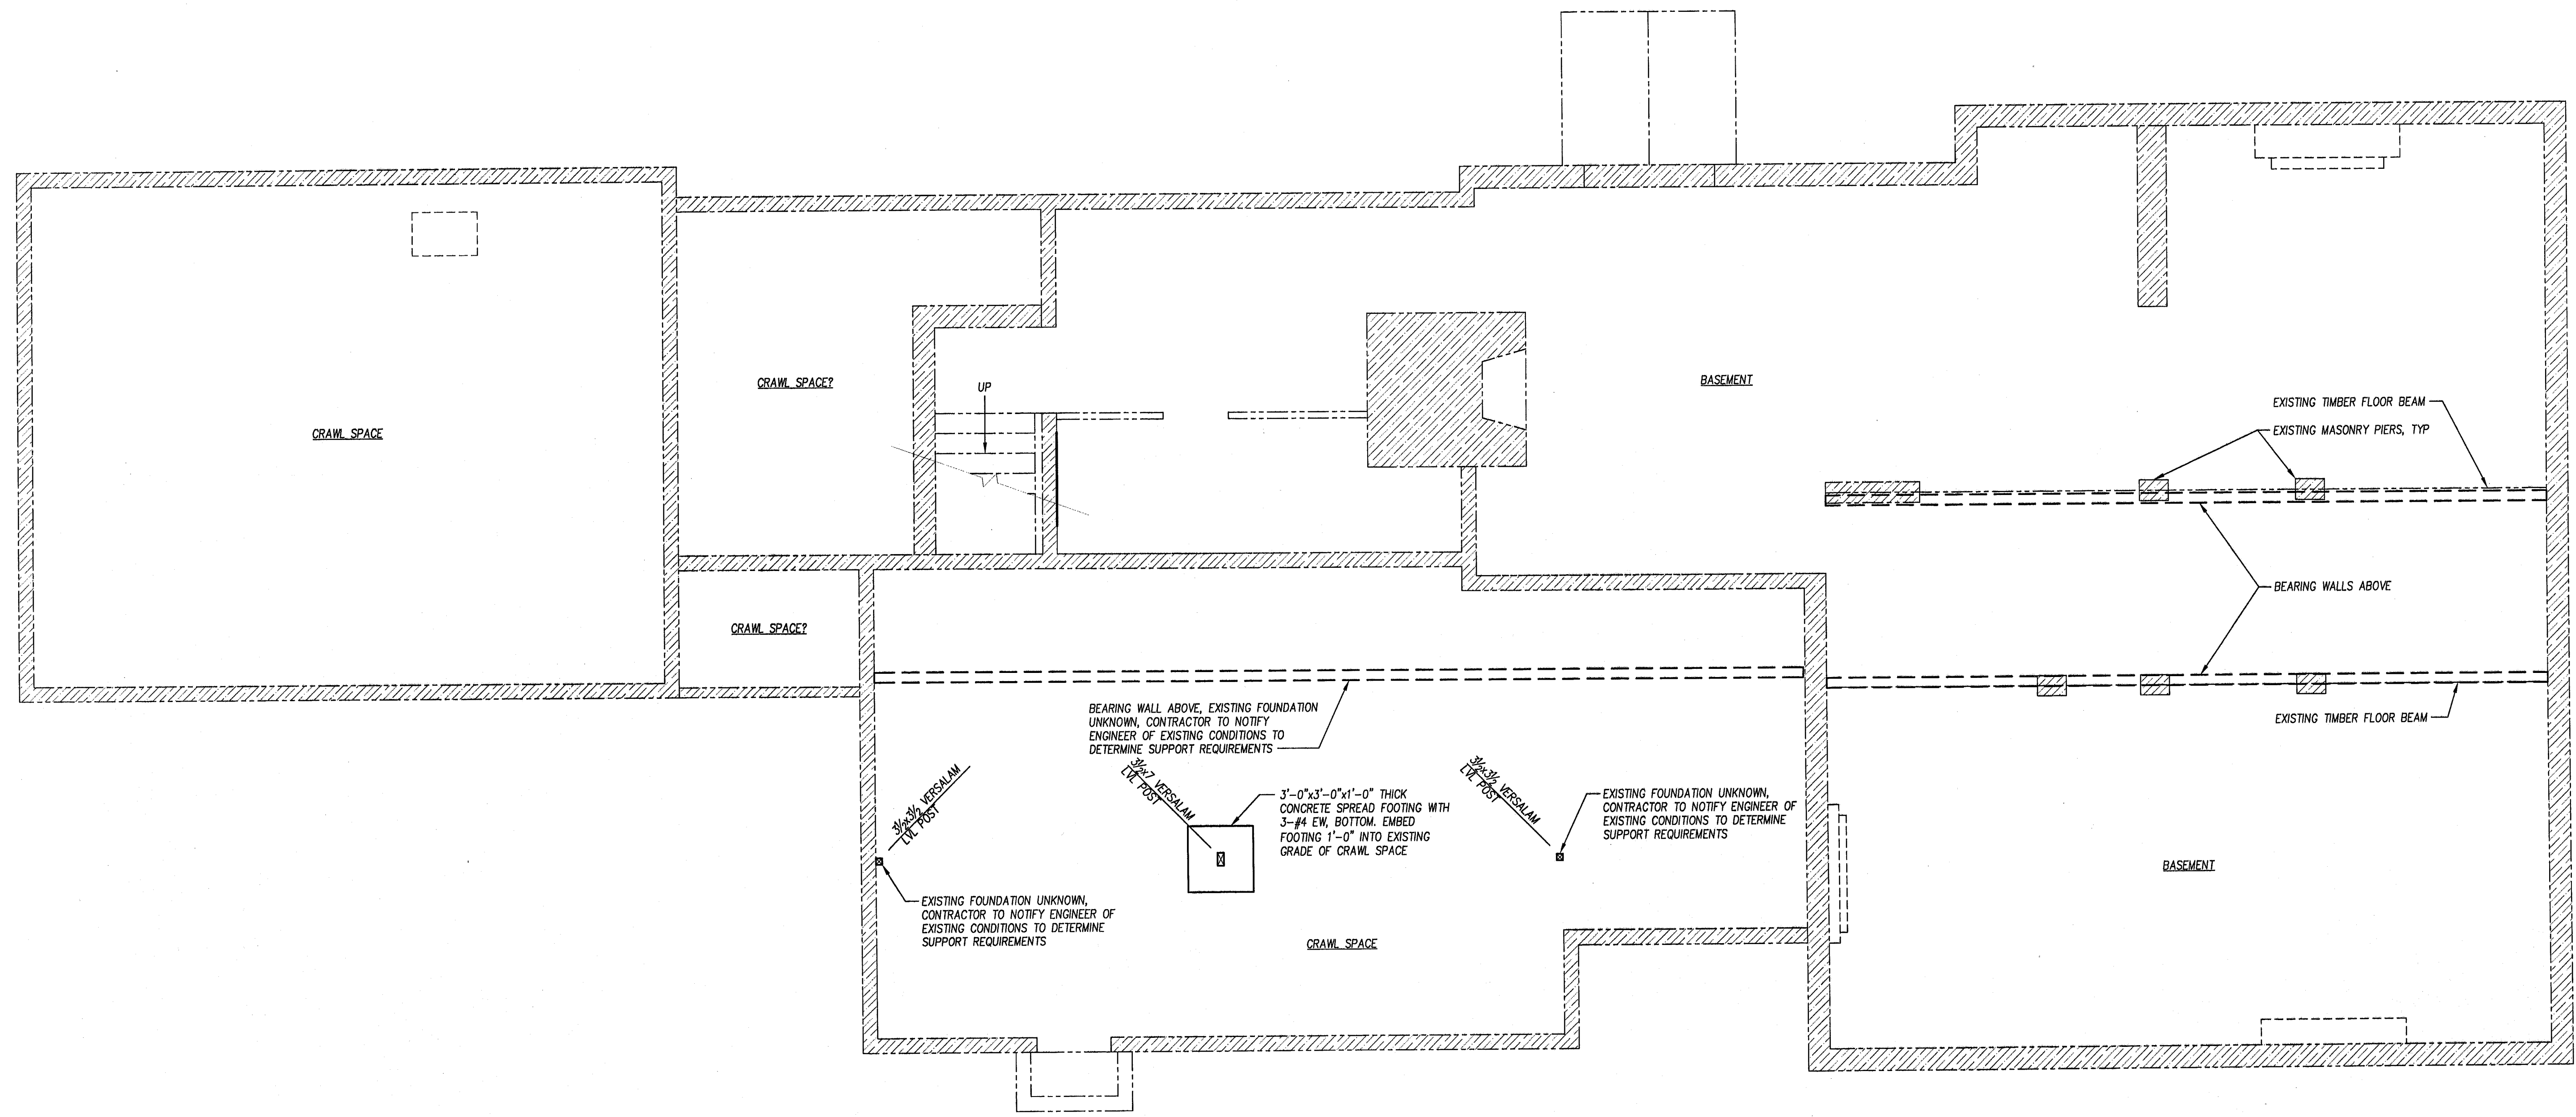 CRAWL SPACE
CRAWL SPACE?
UP
BASEMENT
EXISTING TIMBER FLOOR BEAM
EXISTING MASONRY PIERS, TYP
BEARING WALLS ABOVE
CRAWL SPACE?
BEARING WALL ABOVE, EXISTING FOUNDATION
UNKNOWN, CONTRACTOR TO NOTIFY
ENGINEER OF EXISTING CONDITIONS TO
DETERMINE SUPPORT REQUIREMENTS
EXISTING TIMBER FLOOR BEAM
3½x3½ VERSALAM
LVL POST
3½x7 VERSALAM
LVL POST
3'-0"x3'-0"x1'-0" THICK
CONCRETE SPREAD FOOTING WITH
3-#4 EW, BOTTOM. EMBED
FOOTING 1'-0" INTO EXISTING
GRADE OF CRAWL SPACE
3½x3½ VERSALAM
LVL POST
EXISTING FOUNDATION UNKNOWN,
CONTRACTOR TO NOTIFY ENGINEER OF
EXISTING CONDITIONS TO DETERMINE
SUPPORT REQUIREMENTS
EXISTING FOUNDATION UNKNOWN,
CONTRACTOR TO NOTIFY ENGINEER OF
EXISTING CONDITIONS TO DETERMINE
SUPPORT REQUIREMENTS
CRAWL SPACE
BASEMENT